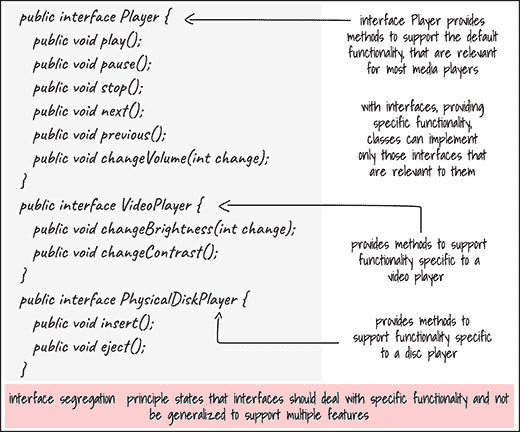 public interface Player {
public void play();
public void pause();
public void stop();
public void next();
public void previous();
public void changeVolume(int change);
}
public interface VideoPlayer {
public void changeBrightness(int change);
public void changeContrast();
}
public interface PhysicalDiskPlayer {
public void insert();
public void eject();
}
interface Player provides
methods to support the default
functionality, that are relevant
for most media players
with interfaces, providing
specific functionality,
classes can implement
only those interfaces that
are relevant to them
provides methods to support
functionality specific to a
video player
provides methods to
support functionality specific
to a disc player
interface segregation principle states that interfaces should deal with specific functionality and not
be generalized to support multiple features